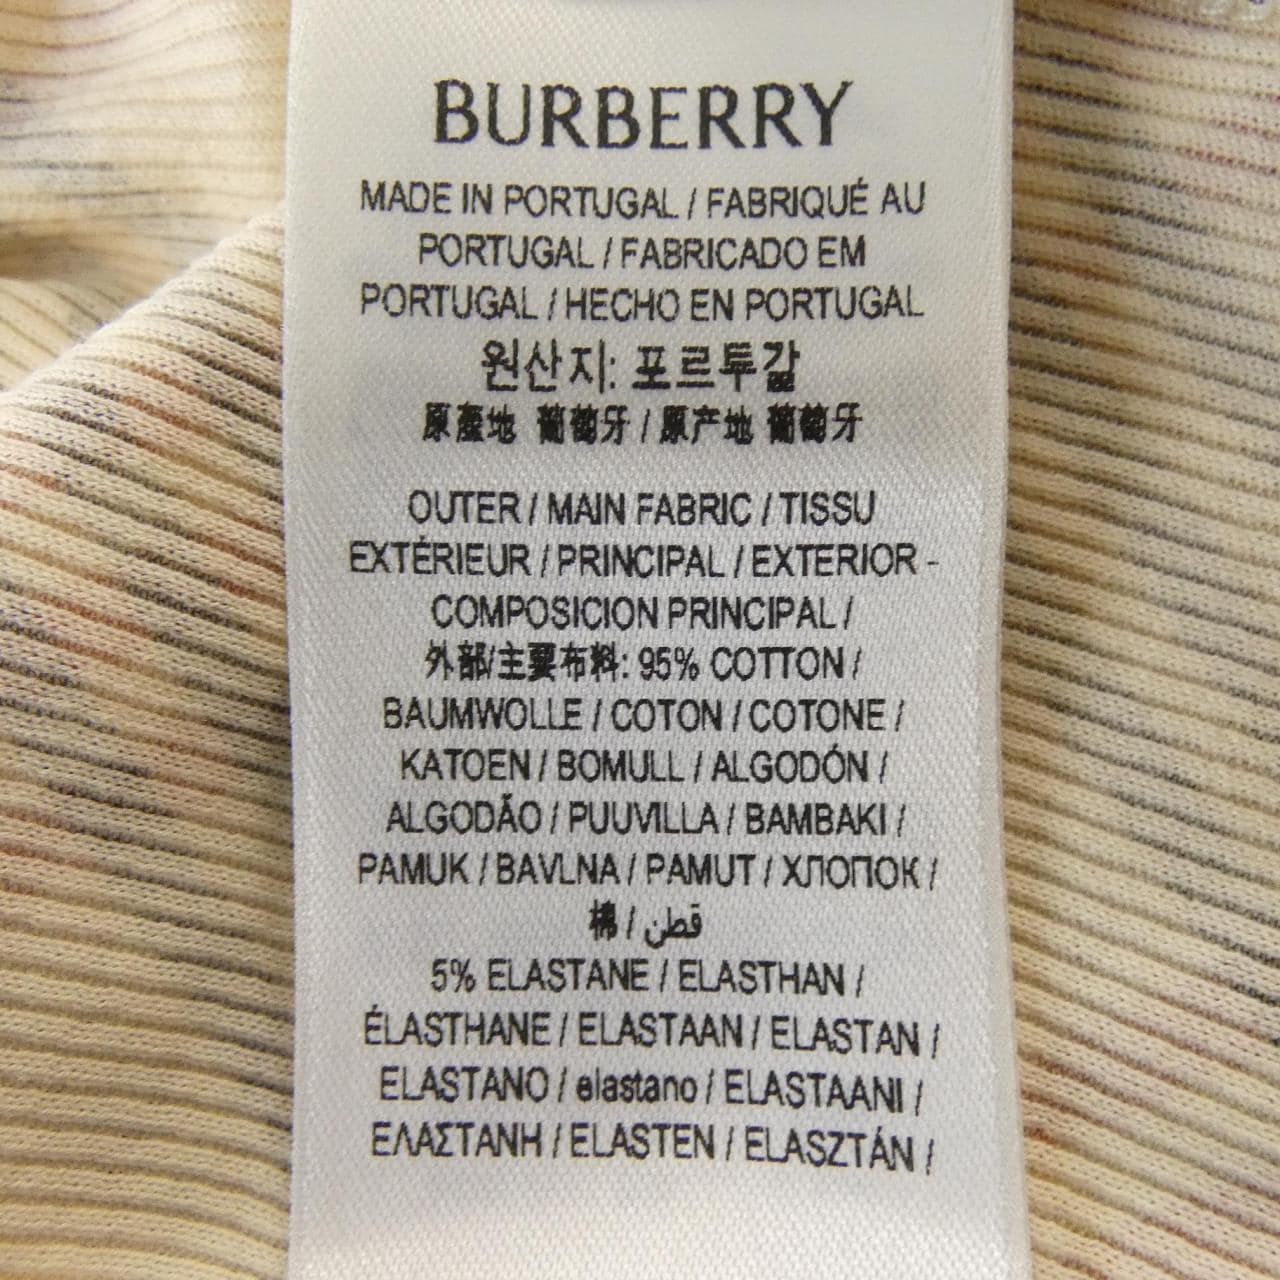 BURBERRY
MADE IN PORTUGAL / FABRIQUÉ AU
PORTUGAL / FABRICADO EM
PORTUGAL / HECHO EN PORTUGAL
원산지: 포르투갈
原產地 葡萄牙 / 原产地 葡萄牙
OUTER / MAIN FABRIC / TISSU
EXTÉRIEUR / PRINCIPAL / EXTERIOR -
COMPOSICION PRINCIPAL /
外部/主要布料: 95% COTTON /
BAUMWOLLE / COTON / COTONE /
KATOEN / BOMULL / ALGODÓN /
ALGODÃO / PUUVILLA / BAMBAKI /
PAMUK / BAVLNA / PAMUT / ХЛОПОК /
棉 / قطن
5% ELASTANE / ELASTHAN /
ÉLASTHANE / ELASTAAN / ELASTAN /
ELASTANO / elastano / ELASTAANI /
ΕΛΑΣΤΑΝΗ / ELASTEN / ELASZTÁN /